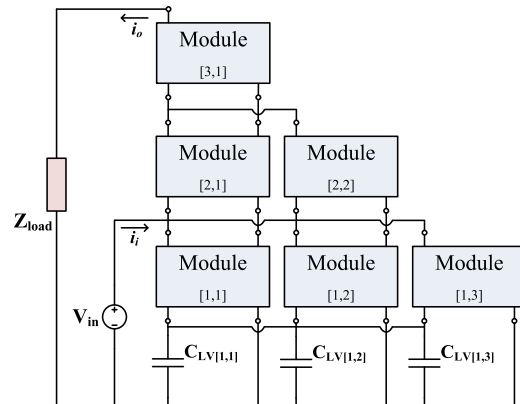 i_o
Module
[3,1]
Module
[2,1]
Module
[2,2]
Z_load
i_i
Module
[1,1]
Module
[1,2]
Module
[1,3]
V_in
+
−
C_LV[1,1]
C_LV[1,2]
C_LV[1,3]